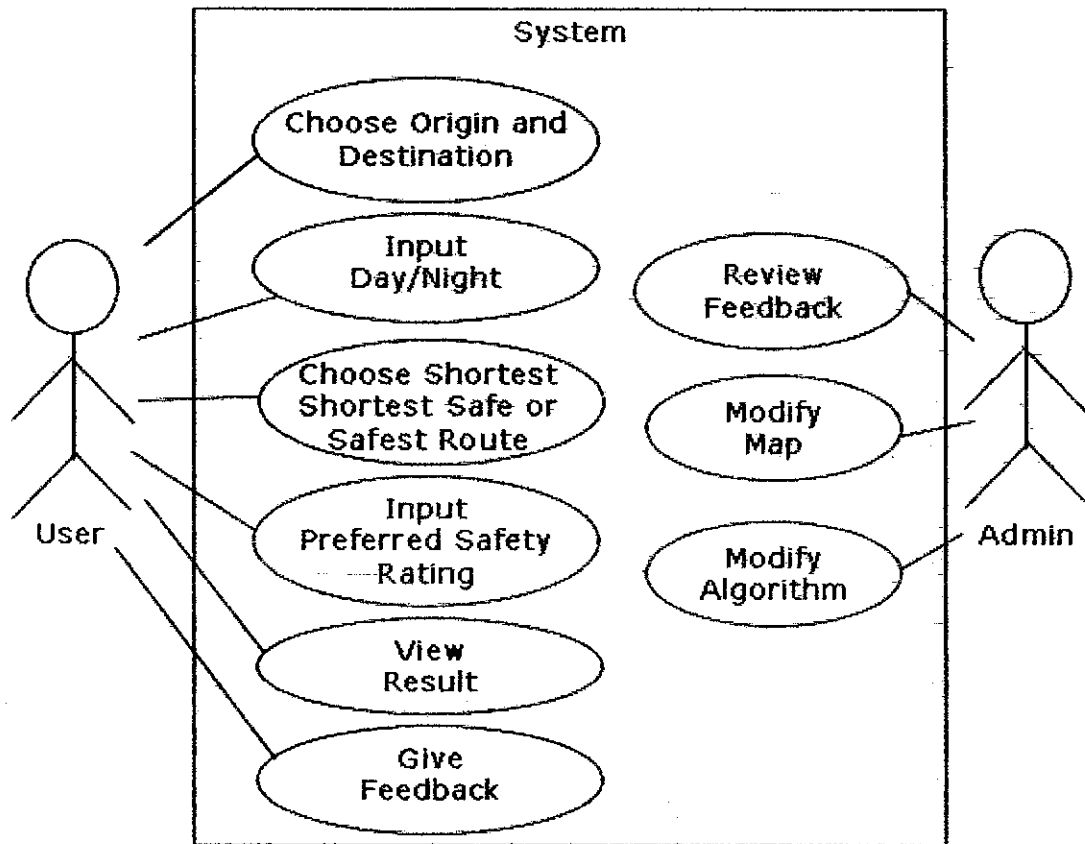 System
Choose Origin and
Destination
Input
Day/Night
Choose Shortest
Shortest Safe or
Safest Route
Input
Preferred Safety
Rating
View
Result
Give
Feedback
User
Review
Feedback
Modify
Map
Modify
Algorithm
Admin